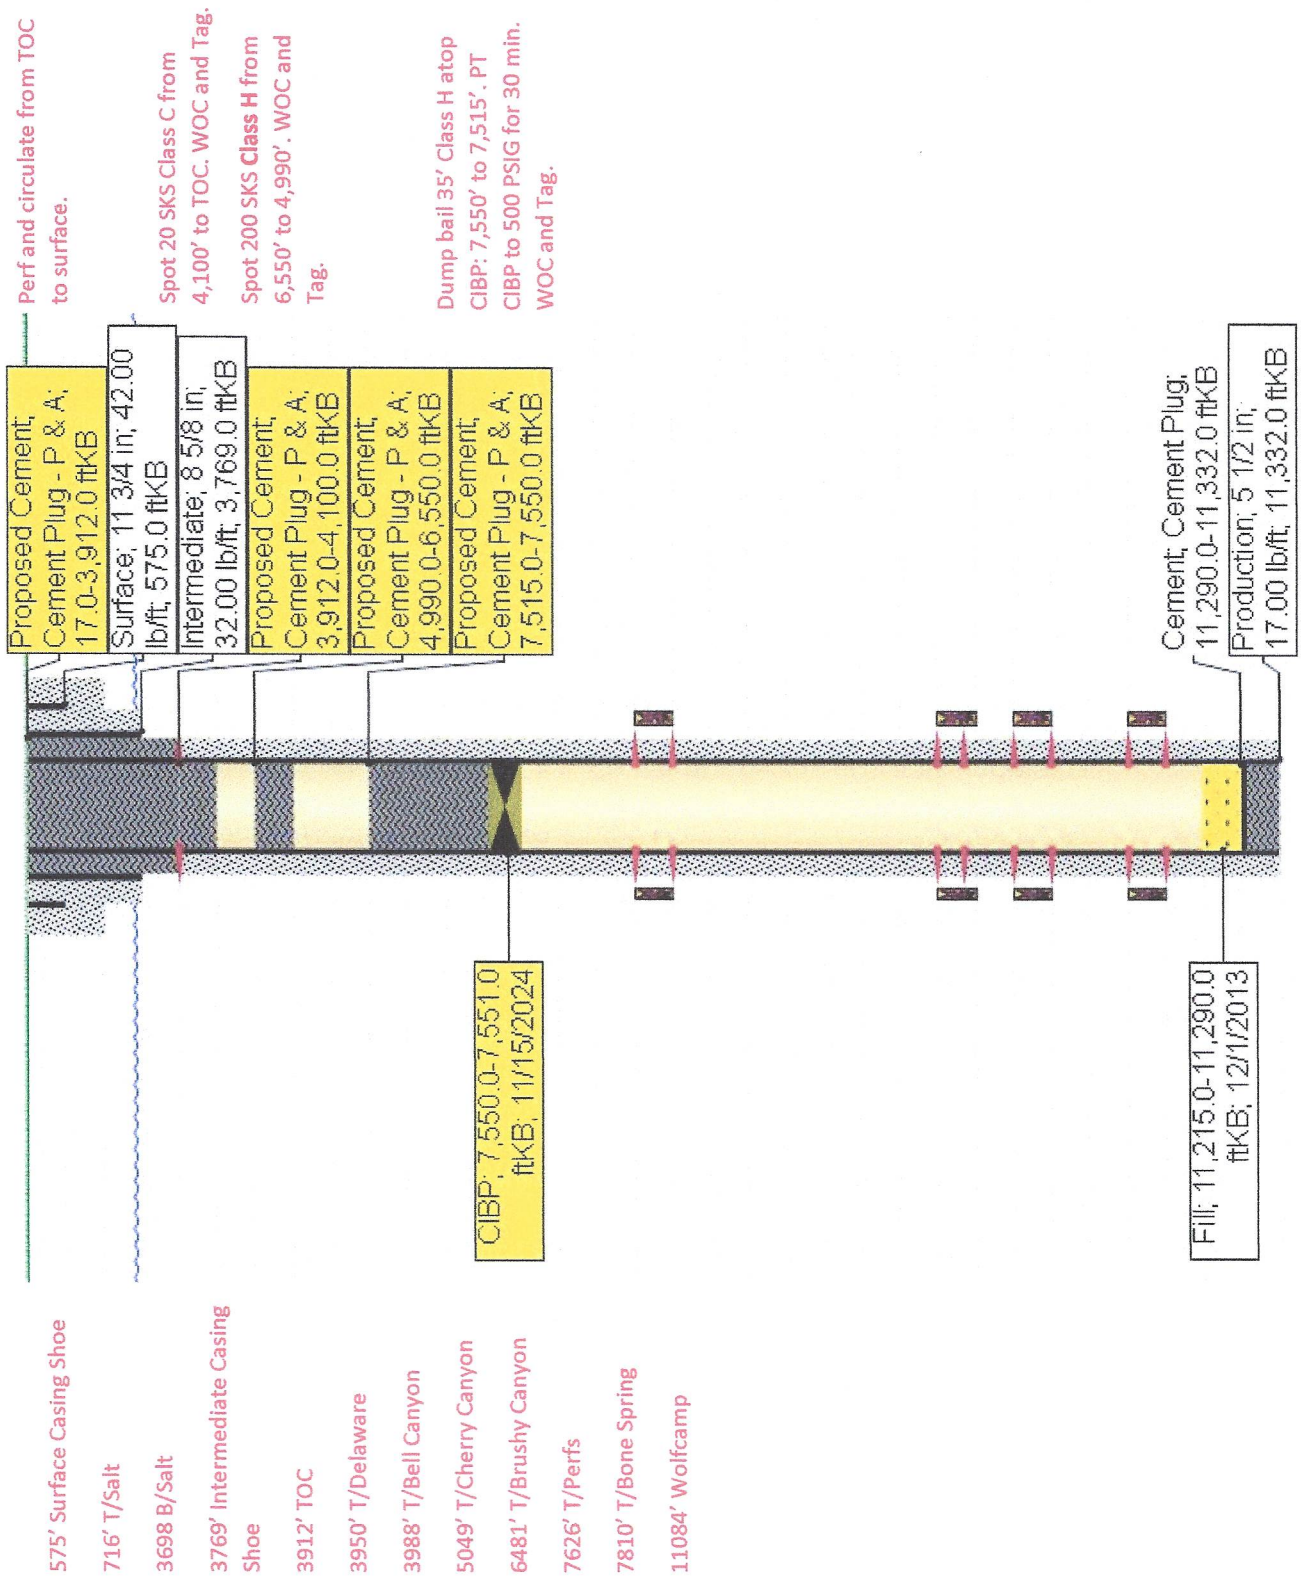 Perf and circulate from TOC
to surface.
Spot 20 SKS Class C from
4,100' to TOC. WOC and Tag.
Spot 200 SKS Class H from
6,550' to 4,990'. WOC and
Tag.
Dump bail 35' Class H atop
CIBP: 7,550' to 7,515'. PT
CIBP to 500 PSIG for 30 min.
WOC and Tag.
Proposed Cement;
Cement Plug - P & A;
17.0-3,912.0 ftKB
Surface; 11 3/4 in; 42.00
lb/ft; 575.0 ftKB
Intermediate; 8 5/8 in;
32.00 lb/ft; 3,769.0 ftKB
Proposed Cement;
Cement Plug - P & A;
3,912.0-4,100.0 ftKB
Proposed Cement;
Cement Plug - P & A;
4,990.0-6,550.0 ftKB
Proposed Cement;
Cement Plug - P & A;
7,515.0-7,550.0 ftKB
Cement; Cement Plug;
11,290.0-11,332.0 ftKB
Production; 5 1/2 in;
17.00 lb/ft; 11,332.0 ftKB
CIBP; 7,550.0-7,551.0
ftKB; 11/15/2024
Fill; 11,215.0-11,290.0
ftKB; 12/1/2013
575' Surface Casing Shoe
716' T/Salt
3698 B/Salt
3769' Intermediate Casing
Shoe
3912' TOC
3950' T/Delaware
3988' T/Bell Canyon
5049' T/Cherry Canyon
6481' T/Brushy Canyon
7626' T/Perfs
7810' T/Bone Spring
11084' Wolfcamp